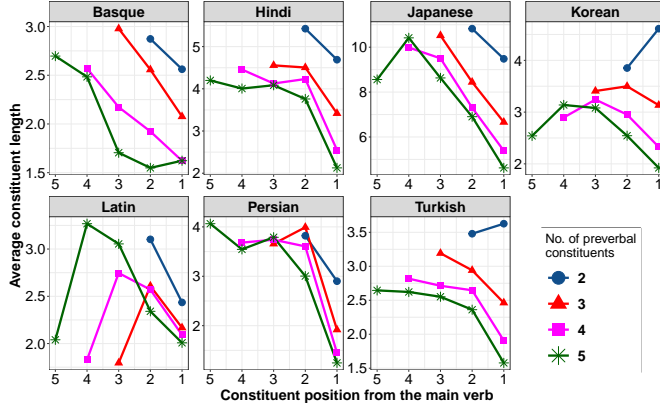 Basque
Hindi
Japanese
Korean
3.0
2.5
2.0
1.5
5
4
3
2
10
8
6
4
3
2
5 4 3 2 1
5 4 3 2 1
5 4 3 2 1
5 4 3 2 1
Average constituent length
Latin
Persian
Turkish
3.0
2.5
2.0
4
3
2
3.5
3.0
2.5
2.0
1.5
5 4 3 2 1
5 4 3 2 1
5 4 3 2 1
Constituent position from the main verb
No. of preverbal
constituents
2
3
4
5